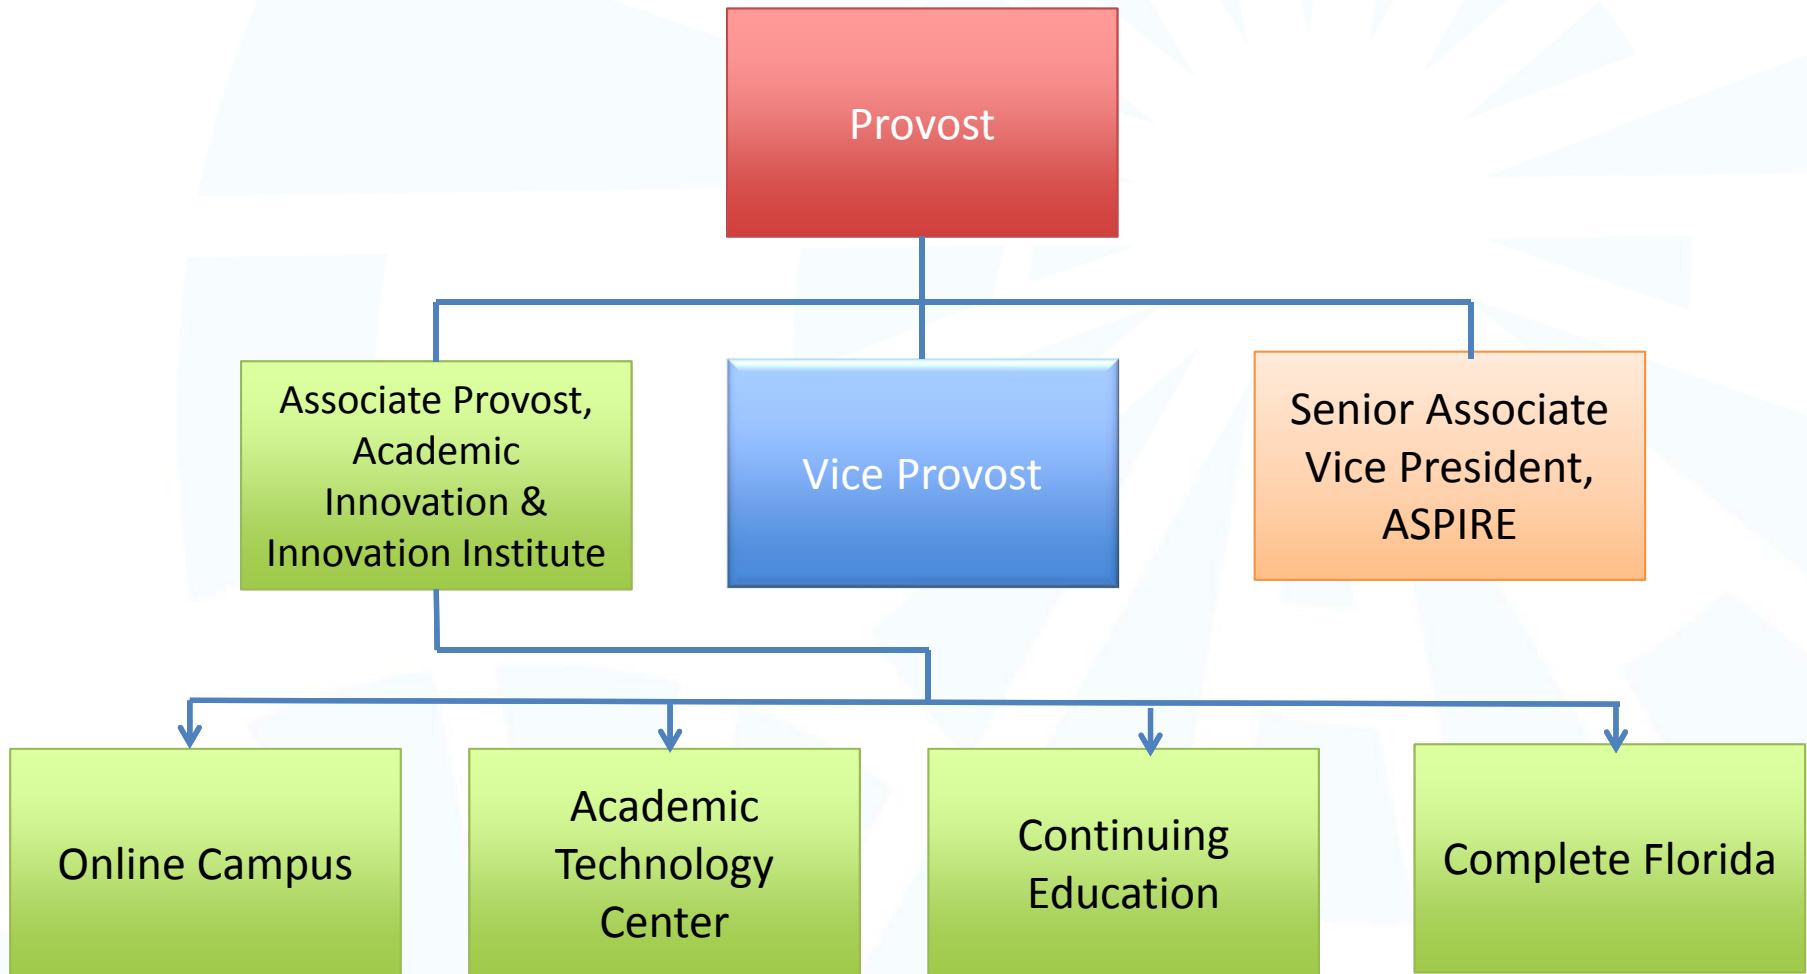 Provost
Associate Provost,
Academic
Innovation &
Innovation Institute
Vice Provost
Senior Associate
Vice President,
ASPIRE
Online Campus
Academic
Technology
Center
Continuing
Education
Complete Florida